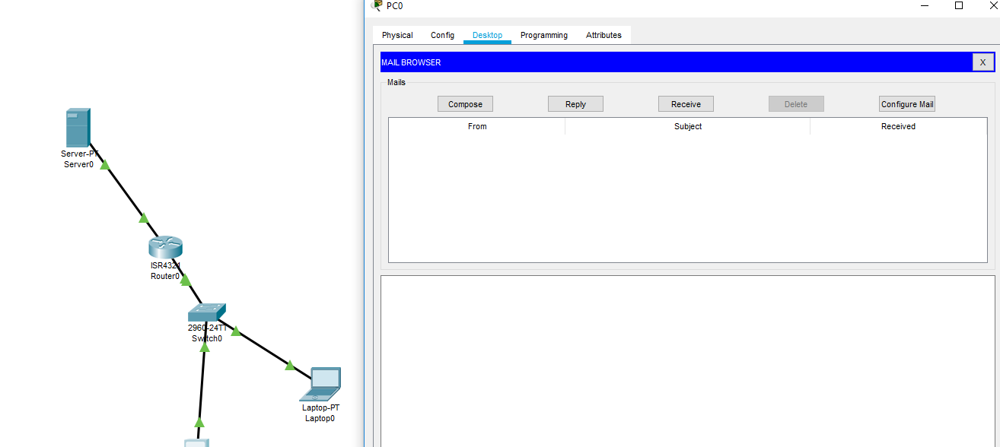 PC0
Physical Config Desktop Programming Attributes
MAIL BROWSER X
Mails
Compose Reply Receive Delete Configure Mail
From Subject Received
Server-PT
Server0
ISR4321
Router0
2960-24TT
Switch0
Laptop-PT
Laptop0